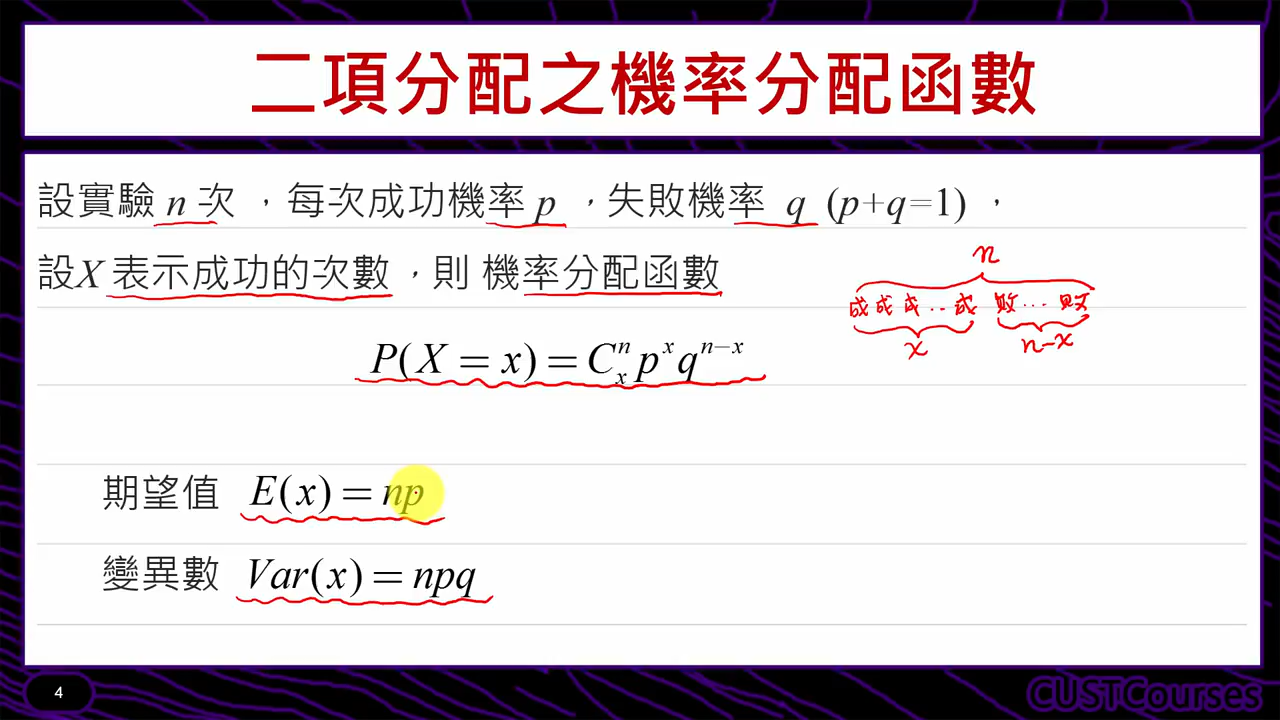 二項分配之機率分配函數
設實驗 n 次 ，每次成功機率 p ，失敗機率 q (p+q=1) ，
設X 表示成功的次數 ，則 機率分配函數
n
成成成...成 敗...敗
x n-x
P(X = x) = C^n_x p^x q^{n-x}
期望值 E(x) = np
變異數 Var(x) = npq
4
CUSTCourses